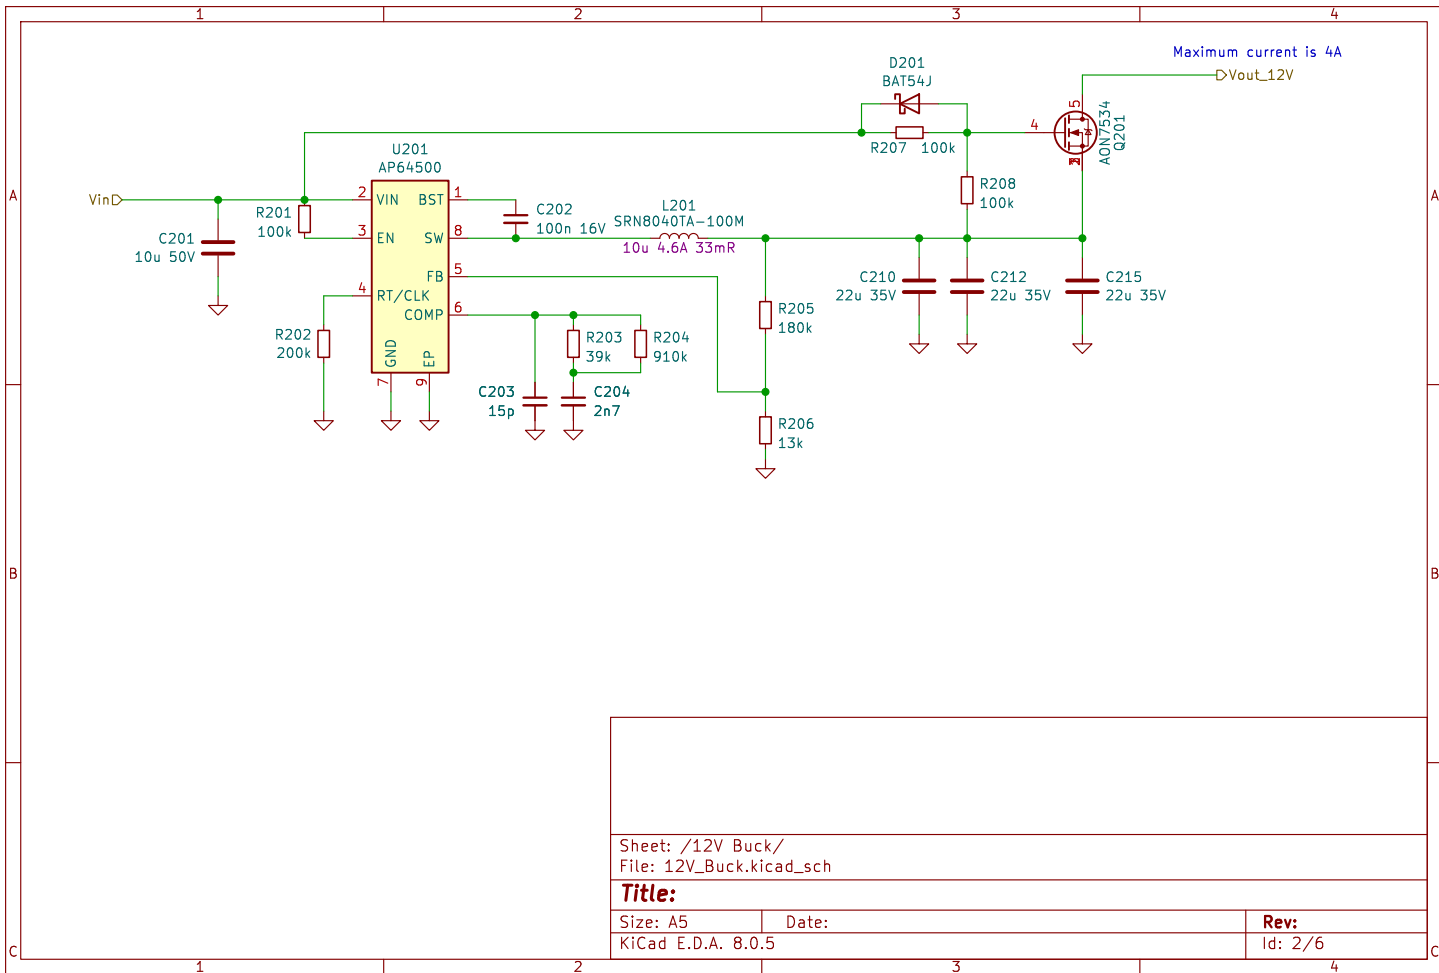 1 2 3 4
Maximum current is 4A
Vout_12V
D201
BAT54J
R207 100k
4
5
AON7534
Q201
U201
AP64500
A
A
Vin
R201
100k
2
VIN
BST
1
C202
100n 16V
L201
SRN8040TA-100M
10u 4.6A 33mR
R208
100k
C201
10u 50V
3
EN
SW
8
FB
5
4
RT/CLK
COMP
6
GND
EP
7
9
R202
200k
R203
39k
R204
910k
C203
15p
C204
2n7
R205
180k
R206
13k
C210
22u 35V
C212
22u 35V
C215
22u 35V
B
B
Sheet: /12V Buck/
File: 12V_Buck.kicad_sch
Title:
Size: A5
Date:
Rev:
KiCad E.D.A. 8.0.5
Id: 2/6
C
C
1 2 3 4